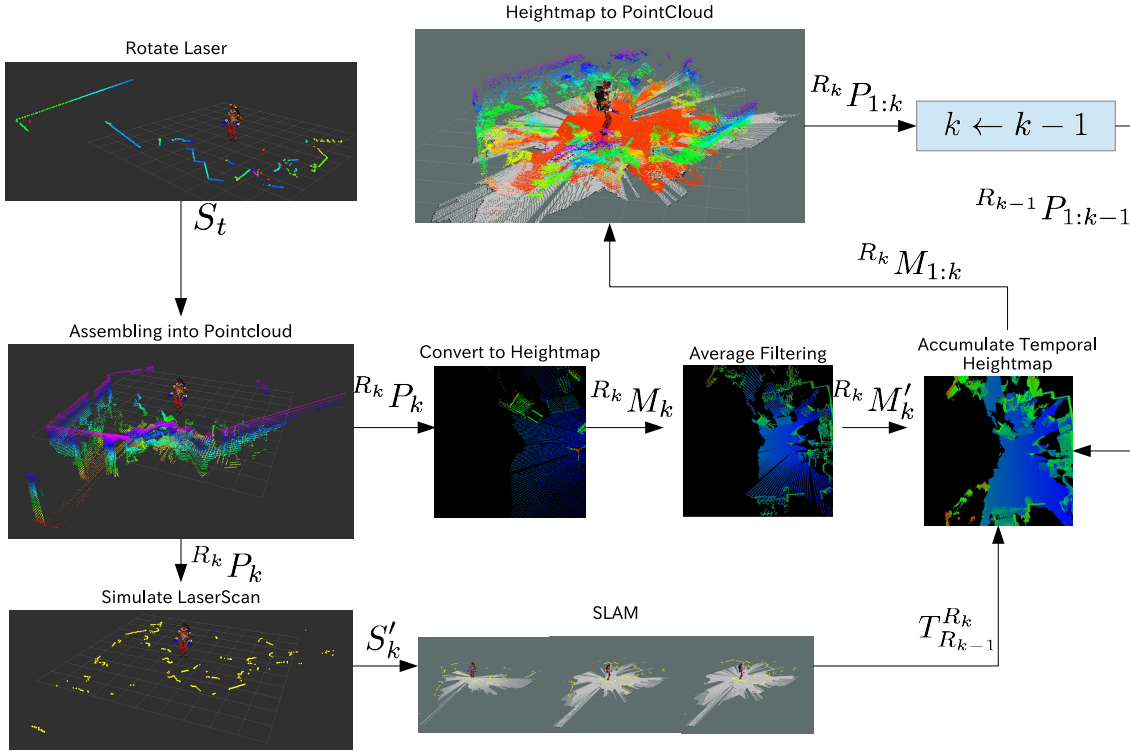 Heightmap to PointCloud
Rotate Laser
$^{R_k}P_{1:k}$
$k \leftarrow k-1$
$S_t$
$^{R_{k-1}}P_{1:k-1}$
$^{R_k}M_{1:k}$
Assembling into Pointcloud
Convert to Heightmap
Average Filtering
Accumulate Temporal
Heightmap
$^{R_k}P_k$
$^{R_k}M_k$
$^{R_k}M'_k$
$^{R_k}P_k$
Simulate LaserScan
SLAM
$S'_k$
$T^{R_k}_{R_{k-1}}$